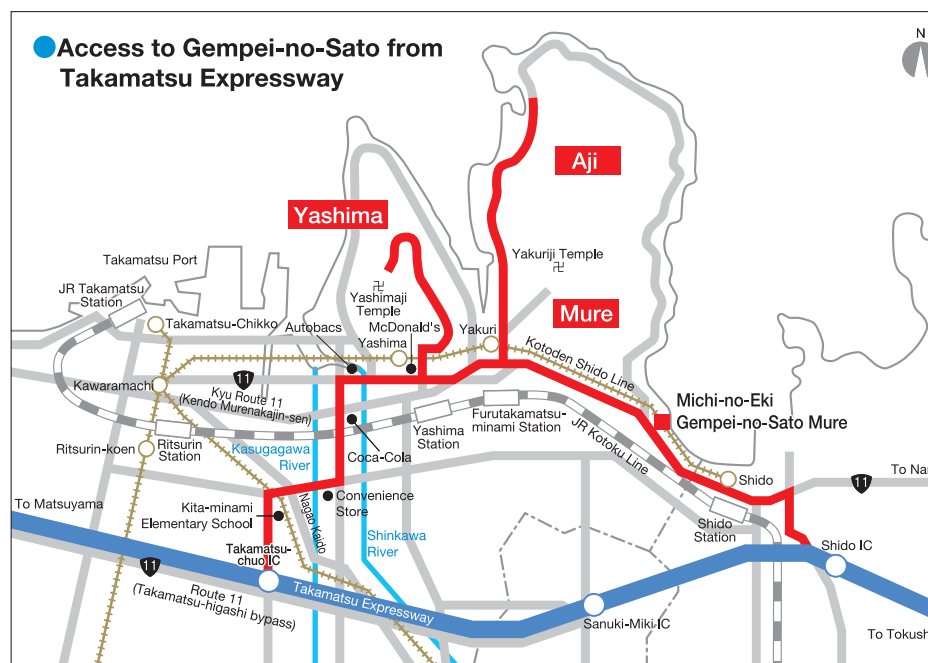 Access to Gempei-no-Sato from
Takamatsu Expressway
N
Aji
Yashima
Takamatsu Port
Yakuriji Temple
JR Takamatsu
Station
Yashimaji
Temple
Mure
Takamatsu-Chikko
Autobacs
McDonald's
Yashima
Yakuri
Kotoden Shido Line
Kawaramachi
11
Kyu Route 11
(Kendo Murenakajin-sen)
Michi-no-Eki
Gempei-no-Sato Mure
Yashima
Station
Furutakamatsu-
minami Station
JR Kotoku Line
Ritsurin-koen
Ritsurin
Station
Kasugagawa
River
Coca-Cola
Shido
To Nan
11
To Matsuyama
Kita-minami
Elementary School
Nagao Kaido
Convenience
Store
Shinkawa
River
Shido
Station
Takamatsu-
chuo IC
Shido IC
11
Route 11
(Takamatsu-higashi bypass)
Takamatsu Expressway
Sanuki-Miki IC
To Tokush